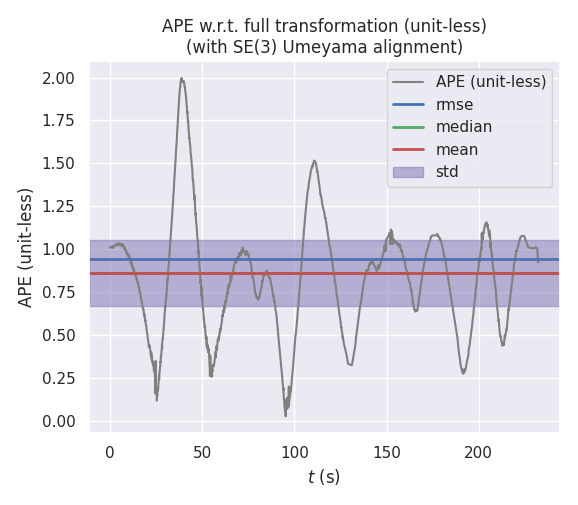 APE w.r.t. full transformation (unit-less)
(with SE(3) Umeyama alignment)
APE (unit-less)
2.00
1.75
1.50
1.25
1.00
0.75
0.50
0.25
0.00
APE (unit-less)
rmse
median
mean
std
0
50
100
150
200
t (s)